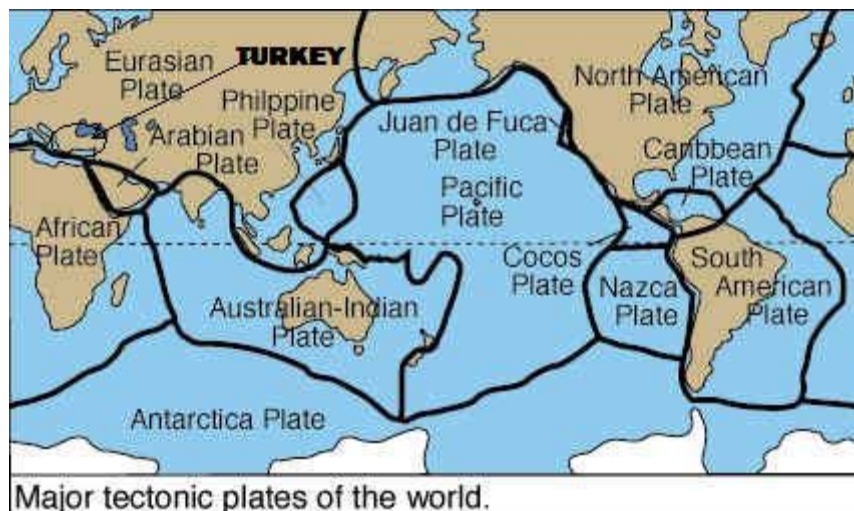 TURKEY
Eurasian
Plate
Philppine
Plate
Arabian
Plate
North American
Plate
Juan de Fuca
Plate
Caribbean
Plate
Pacific
Plate
African
Plate
Cocos
Plate
Nazca
Plate
South
American
Plate
Australian-Indian
Plate
Antarctica Plate
Major tectonic plates of the world.